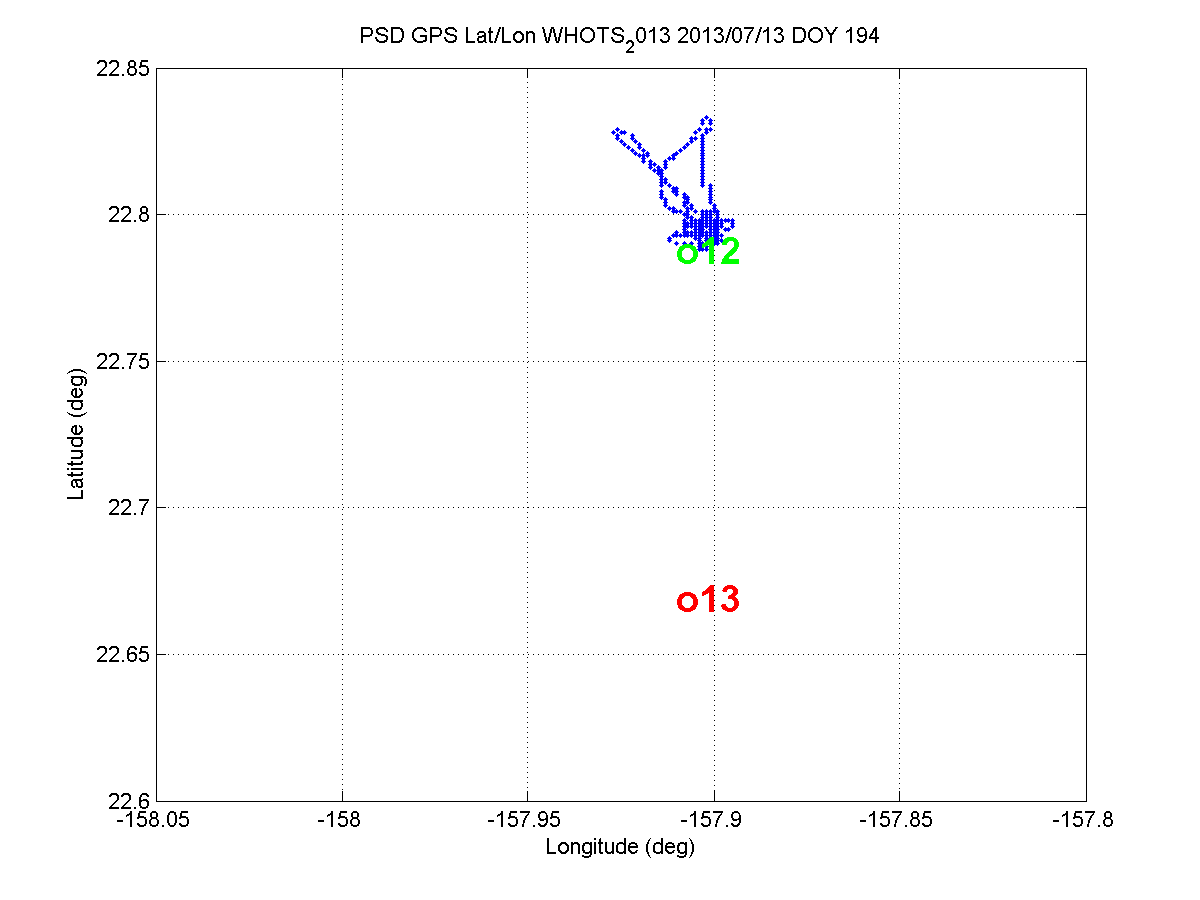 PSD GPS Lat/Lon WHOTS₂013 2013/07/13 DOY 194
22.85
22.8
22.75
22.7
22.65
22.6
Latitude (deg)
o12
o13
-158.05 -158 -157.95 -157.9 -157.85 -157.8
Longitude (deg)